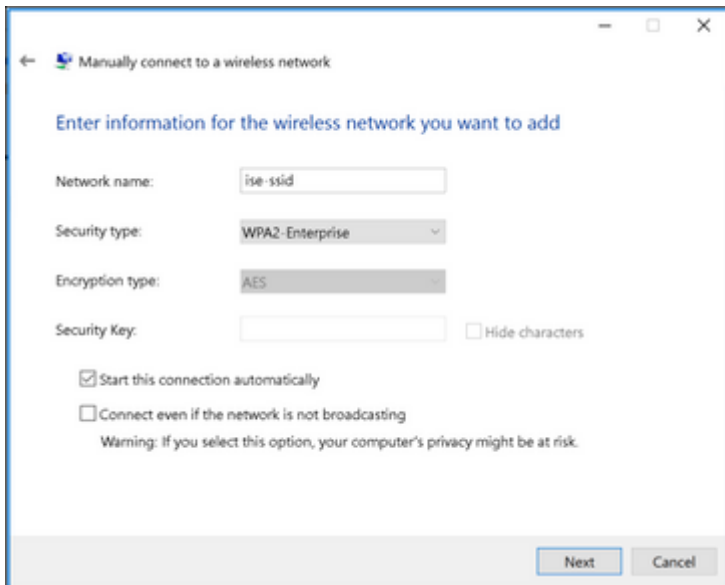 Manually connect to a wireless network
Enter information for the wireless network you want to add
Network name: ise-ssid
Security type: WPA2-Enterprise
Encryption type: AES
Security Key: Hide characters
Start this connection automatically
Connect even if the network is not broadcasting
Warning: If you select this option, your computer's privacy might be at risk.
Next Cancel